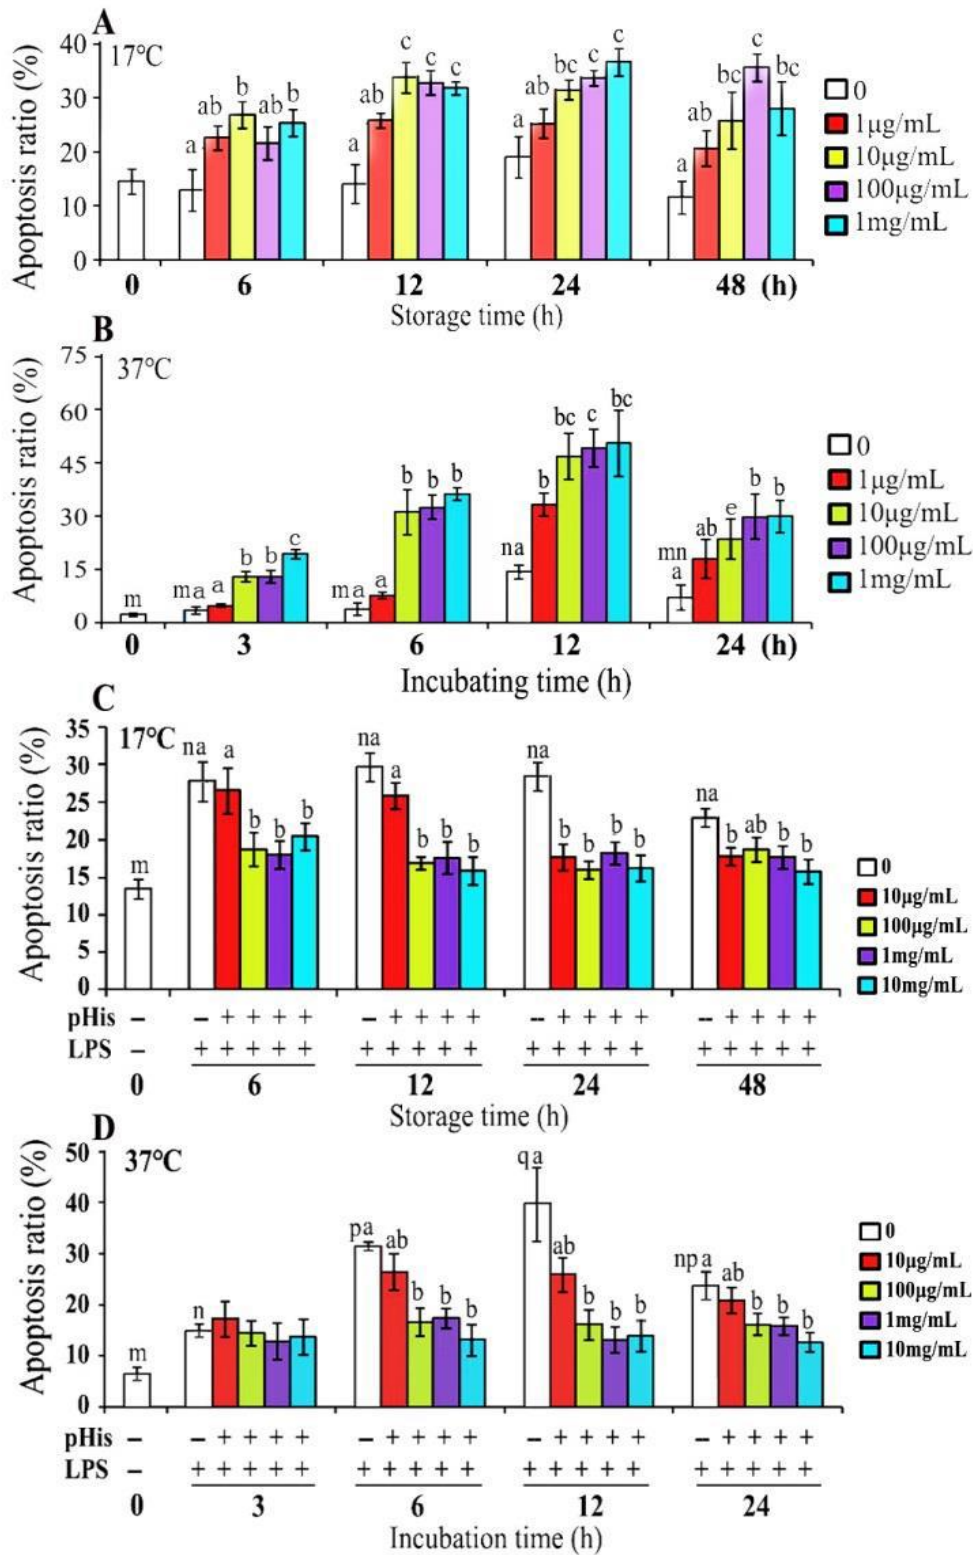 A
17°C
Apoptosis ratio (%)
40
30
20
10
0
a
ab
b
ab
b
a
ab
c
c
c
a
ab
bc
c
c
a
ab
bc
c
bc
0
1μg/mL
10μg/mL
100μg/mL
1mg/mL
0 6 12 24 48 (h)
Storage time (h)
B
37°C
Apoptosis ratio (%)
75
60
45
30
15
0
m
ma
a
b
b
c
ma
a
b
b
b
na
b
bc
c
bc
mn
a
ab
e
b
b
0
1μg/mL
10μg/mL
100μg/mL
1mg/mL
0 3 6 12 24 (h)
Incubating time (h)
C
17°C
Apoptosis ratio (%)
35
30
25
20
15
10
5
0
m
na
a
b
b
b
na
a
b
b
b
na
b
b
b
b
na
b
ab
b
b
0
10μg/mL
100μg/mL
1mg/mL
10mg/mL
pHis – – + + + + – + + + + -- + + + + -- + + + +
LPS – + + + + + + + + + + + + + + + + + + + +
0 6 12 24 48
Storage time (h)
D
37°C
Apoptosis ratio (%)
50
40
30
20
10
0
m
n
pa
ab
b
b
b
qa
ab
b
b
b
np a
ab
b
b
b
0
10μg/mL
100μg/mL
1mg/mL
10mg/mL
pHis – – + + + + – + + + + -- + + + + -- + + + +
LPS – + + + + + + + + + + + + + + + + + + + +
0 3 6 12 24
Incubation time (h)